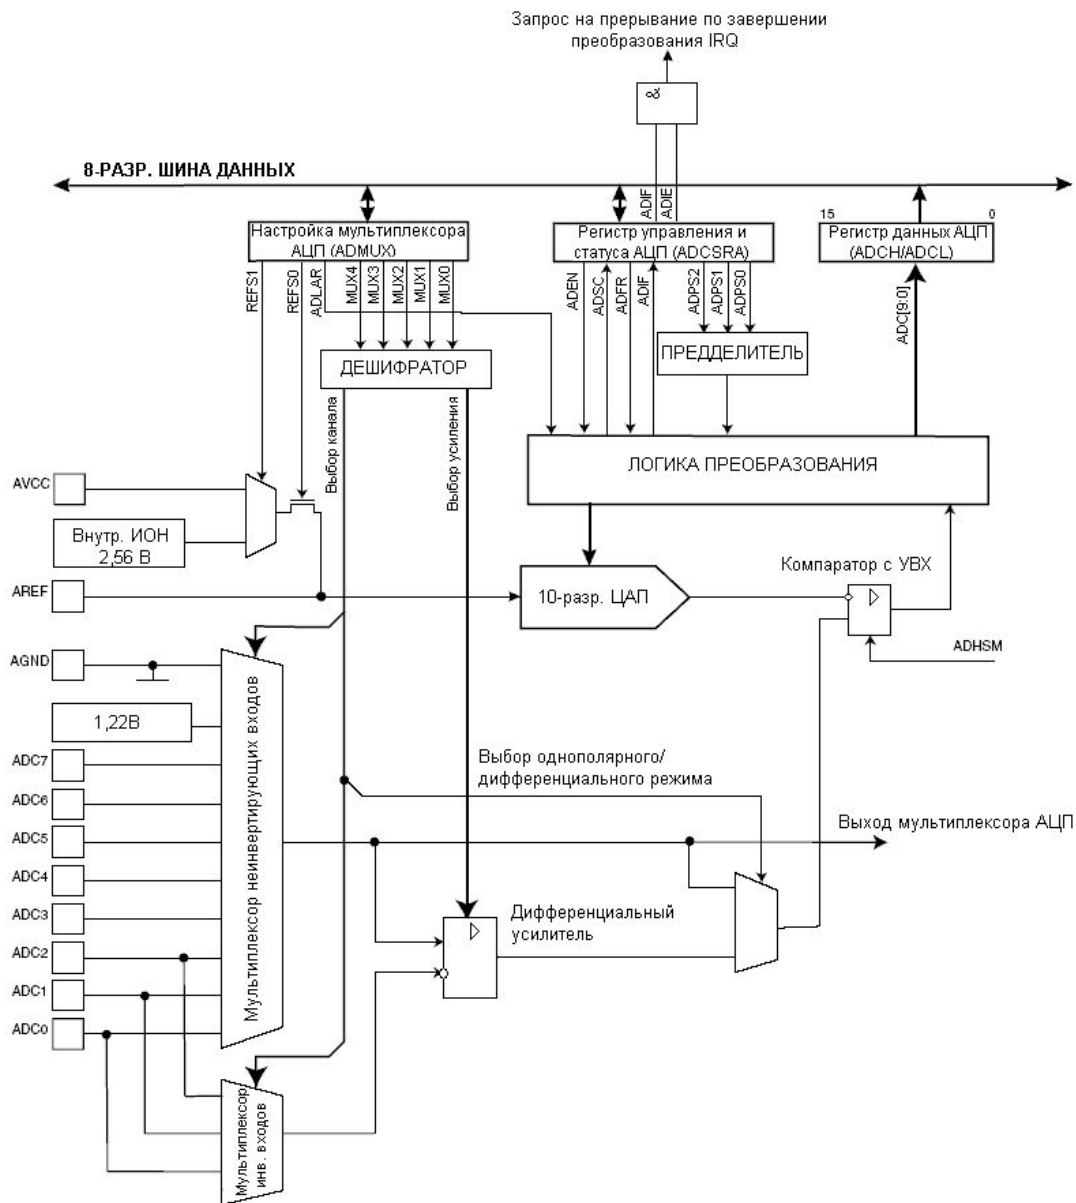 Запрос на прерывание по завершении
преобразования IRQ
&
8-РАЗР. ШИНА ДАННЫХ
ADIF
ADIE
15
0
Настройка мультиплексора
АЦП (ADMUX)
Регистр управления и
статуса АЦП (ADCSRA)
Регистр данных АЦП
(ADCH/ADCL)
REFS1
REFS0
ADLAR
MUX4
MUX3
MUX2
MUX1
MUX0
ADEN
ADSC
ADFR
ADIF
ADPS2
ADPS1
ADPS0
ADC[9:0]
ПРЕДДЕЛИТЕЛЬ
ДЕШИФРАТОР
Выбор канала
Выбор усиления
ЛОГИКА ПРЕОБРАЗОВАНИЯ
AVCC
Внутр. ИОН
2,56 В
Компаратор с УВХ
AREF
10-разр. ЦАП
AGND
ADHSM
1,22В
Мультиплексор неинвертирующих входов
Выбор однополярного/
дифференциального режима
ADC7
ADC6
ADC5
Выход мультиплексора АЦП
ADC4
ADC3
Дифференциальный
усилитель
ADC2
ADC1
ADC0
Мультиплексор
инв. входов